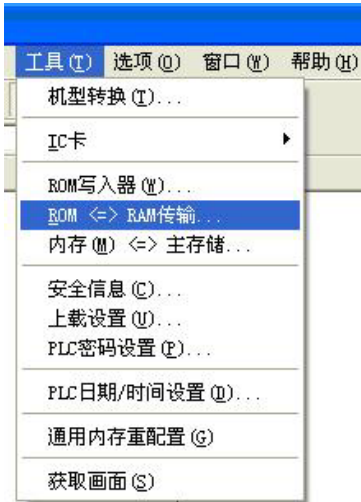 工具(T) 选项(O) 窗口(W) 帮助(H)
机型转换(T)...
IC卡
ROM写入器(W)...
ROM <=> RAM传输...
内存(M) <=> 主存储...
安全信息(C)...
上载设置(U)...
PLC密码设置(P)...
PLC日期/时间设置(D)...
通用内存重配置(G)
获取画面(S)